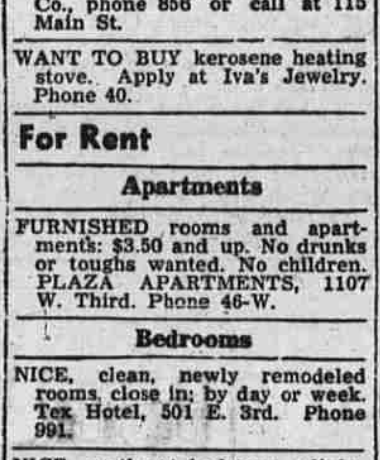 Co., phone 856 or call at 115
Main St.
WANT TO BUY kerosene heating
stove. Apply at Iva's Jewelry.
Phone 40.
For Rent
Apartments
FURNISHED rooms and apart-
ments: $3.50 and up. No drunks
or toughs wanted. No children.
PLAZA APARTMENTS, 1107
W. Third. Phone 46-W.
Bedrooms
NICE, clean, newly remodeled
rooms, close in; by day or week.
Tex Hotel, 501 E. 3rd. Phone
991.